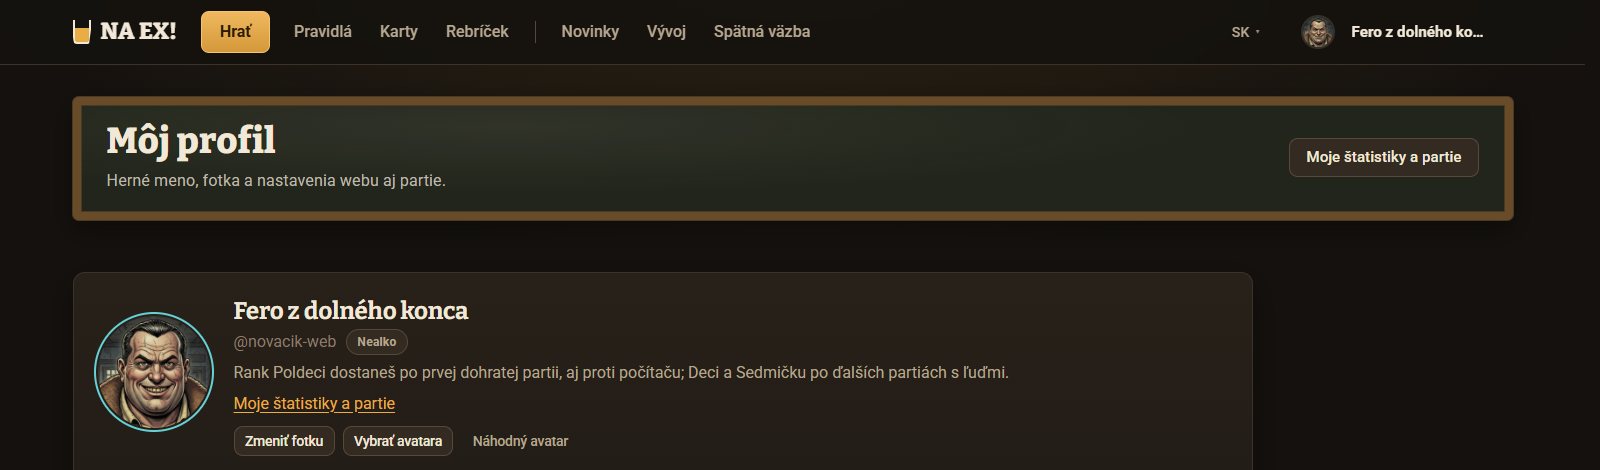 NA EX! Hrať Pravidlá Karty Rebríček Novinky Vývoj Spätná väzba SK Fero z dolného ko...
Môj profil
Herné meno, fotka a nastavenia webu aj partie.
Moje štatistiky a partie
Fero z dolného konca
@novacik-web Nealko
Rank Poldeci dostaneš po prvej dohratej partii, aj proti počítaču; Deci a Sedmičku po ďalších partiách s ľuďmi.
Moje štatistiky a partie
Zmeniť fotku Vybrať avatara Náhodný avatar